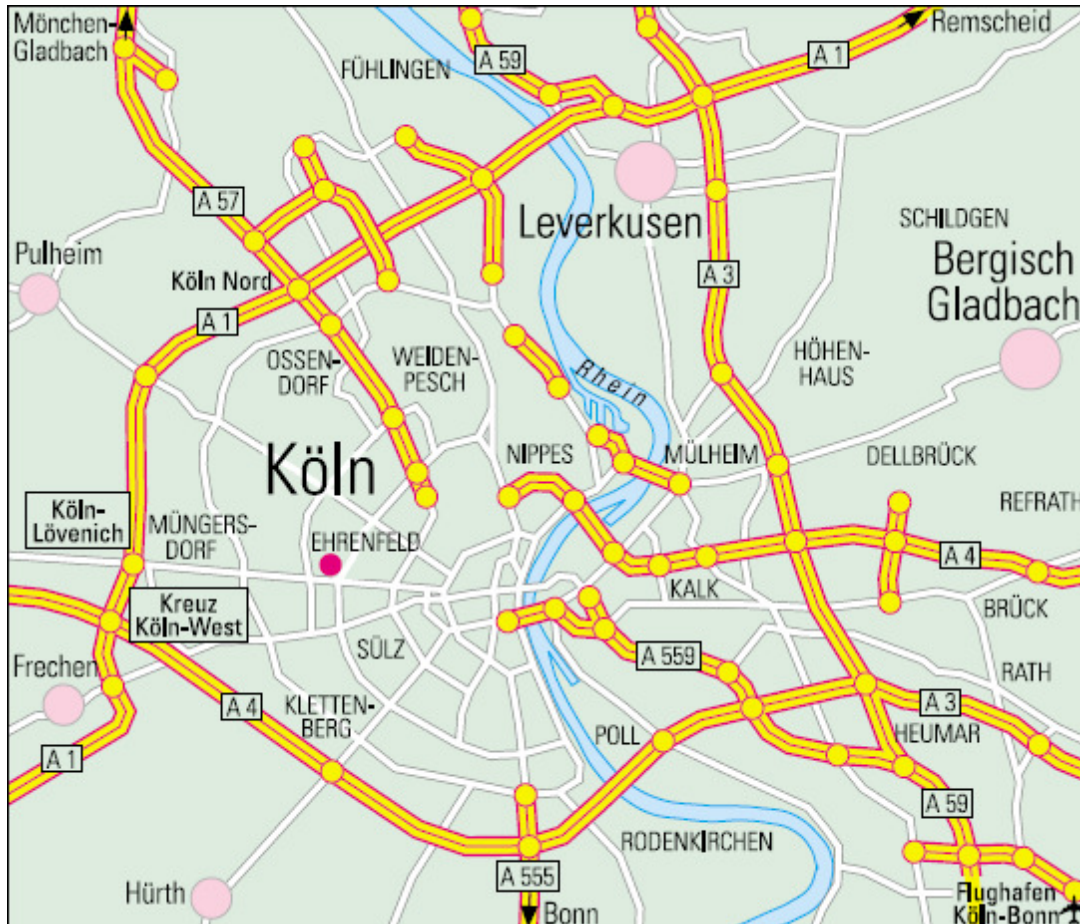 Mönchen-
Gladbach
A 59
Remscheid
A 1
FÜHLINGEN
A 57
Leverkusen
SCHILDGEN
Pulheim
Köln Nord
A 3
Bergisch
Gladbach
A 1
OSSEN-
DORF
WEIDEN-
PESCH
Rhein
HÖHEN-
HAUS
Köln
NIPPES
MÜLHEIM
DELLBRÜCK
REFRATH
Köln-
Lövenich
MÜNGERS-
DORF
EHRENFELD
A 4
KALK
BRÜCK
Kreuz
Köln-West
SÜLZ
A 559
RATH
Frechen
A 4
KLETTEN-
BERG
POLL
A 3
HEUMAR
A 1
A 59
RODENKIRCHEN
Hürth
A 555
Bonn
Flughafen
Köln-Bonn